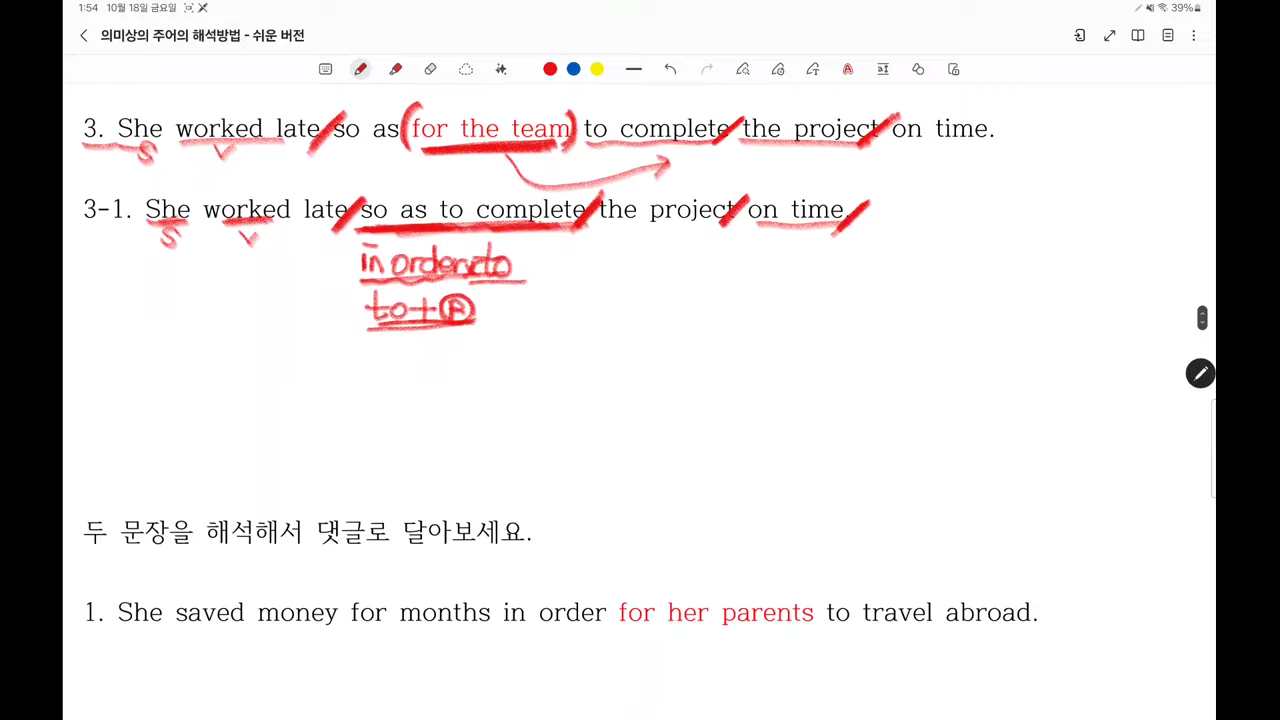 1:54 10월 18일 금요일 39%
의미상의 주어의 해석방법 - 쉬운 버전
3. She worked late so as for the team to complete the project on time.
S V
3-1. She worked late so as to complete the project on time.
S V
in order to
to + R
두 문장을 해석해서 댓글로 달아보세요.
1. She saved money for months in order for her parents to travel abroad.